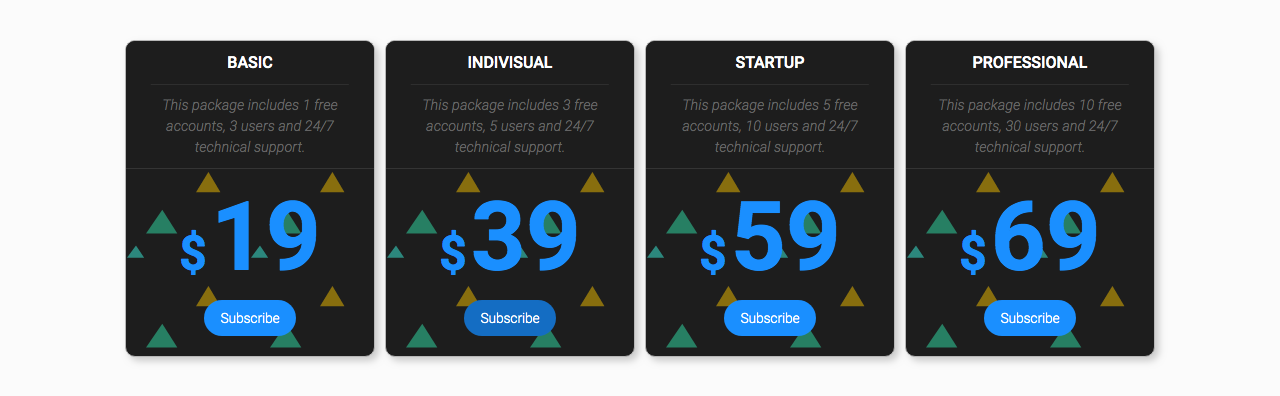 BASIC
This package includes 1 free
accounts, 3 users and 24/7
technical support.
$19
Subscribe
INDIVISUAL
This package includes 3 free
accounts, 5 users and 24/7
technical support.
$39
Subscribe
STARTUP
This package includes 5 free
accounts, 10 users and 24/7
technical support.
$59
Subscribe
PROFESSIONAL
This package includes 10 free
accounts, 30 users and 24/7
technical support.
$69
Subscribe